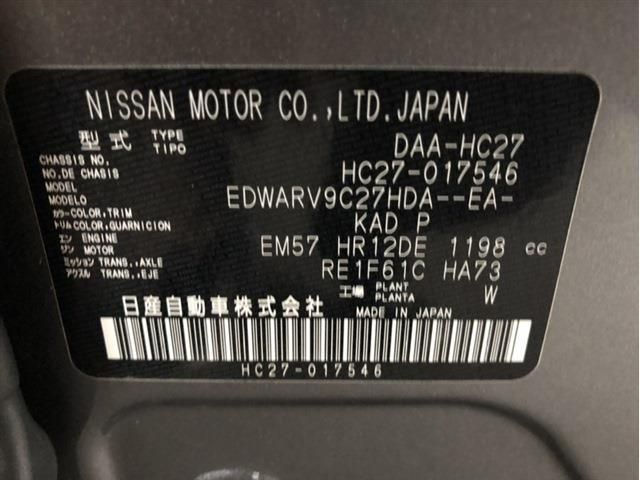 NISSAN MOTOR CO.,LTD.JAPAN
型式 TYPE TIPO DAA-HC27
CHASSIS NO. NO.DE CHASIS HC27-017546
MODEL MODELO EDWARV9C27HDA--EA-
カラー COLOR,TRIM トリム COLOR,GUARNICION KAD P
エンジン ENGINE MOTOR EM57 HR12DE 1198 cc
ミッション TRANS.,AXLE アクスル TRANS.,EJE RE1F61C HA73
工場 PLANT PLANTA W
日産自動車株式会社 MADE IN JAPAN
HC27-017546